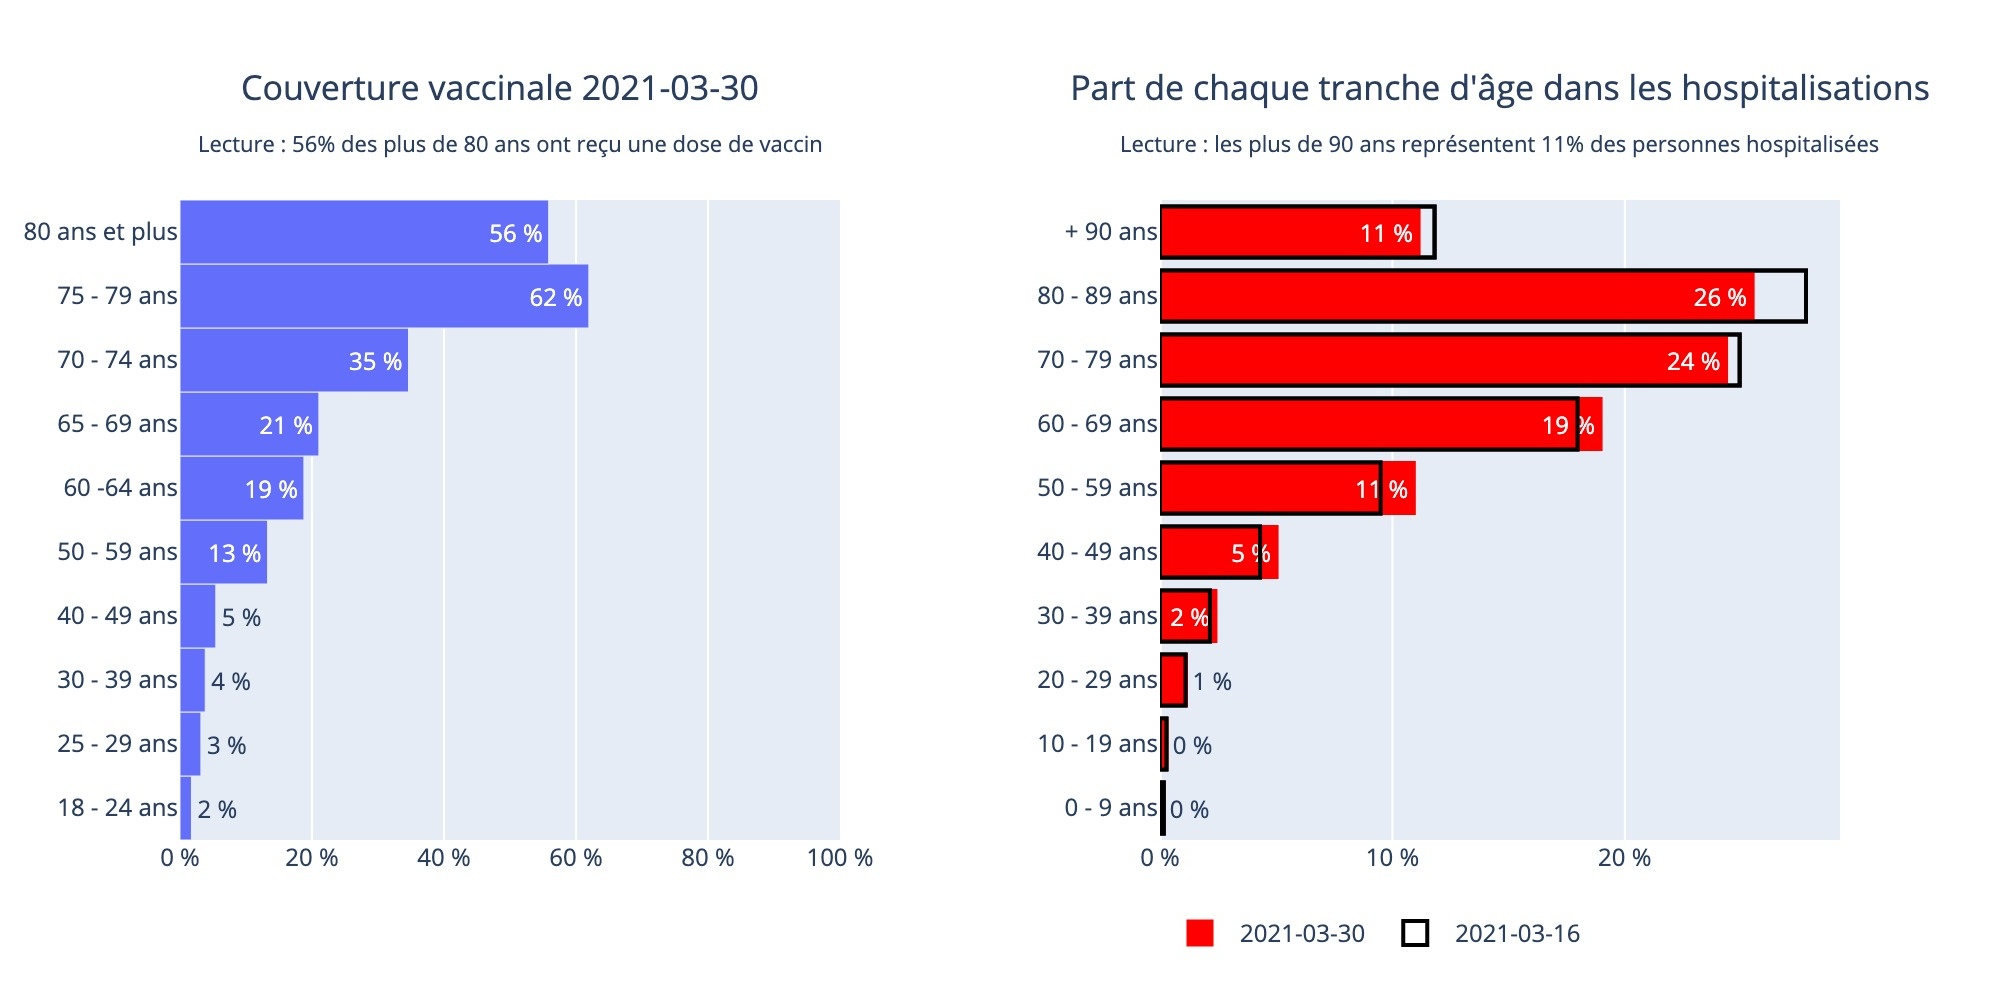 Couverture vaccinale 2021-03-30
Lecture : 56% des plus de 80 ans ont reçu une dose de vaccin
80 ans et plus 56 %
75 - 79 ans 62 %
70 - 74 ans 35 %
65 - 69 ans 21 %
60 -64 ans 19 %
50 - 59 ans 13 %
40 - 49 ans 5 %
30 - 39 ans 4 %
25 - 29 ans 3 %
18 - 24 ans 2 %
0 % 20 % 40 % 60 % 80 % 100 %
Part de chaque tranche d'âge dans les hospitalisations
Lecture : les plus de 90 ans représentent 11% des personnes hospitalisées
+ 90 ans 11 %
80 - 89 ans 26 %
70 - 79 ans 24 %
60 - 69 ans 19 %
50 - 59 ans 11 %
40 - 49 ans 5 %
30 - 39 ans 2 %
20 - 29 ans 1 %
10 - 19 ans 0 %
0 - 9 ans 0 %
0 % 10 % 20 %
2021-03-30 2021-03-16